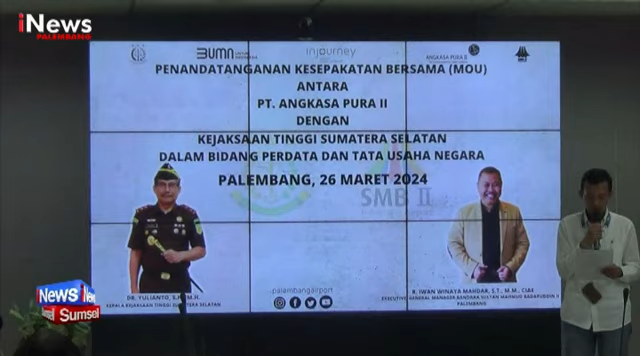 iNews
PALEMBANG
BUMN
injourney
ANGKASA PURA II
PENANDATANGANAN KESEPAKATAN BERSAMA (MOU)
ANTARA
PT. ANGKASA PURA II
DENGAN
KEJAKSAAN TINGGI SUMATERA SELATAN
DALAM BIDANG PERDATA DAN TATA USAHA NEGARA
PALEMBANG, 26 MARET 2024
SMB II
palembangairport
DR. YULIANTO, S.H., M.H.
KEPALA KEJAKSAAN TINGGI SUMATERA SELATAN
R. IWAN WINAYA MAHDAR, S.T., M.M., CIAE
EXECUTIVE GENERAL MANAGER BANDARA SULTAN MAHMUD BADARUDDIN II
PALEMBANG
News
Sumsel